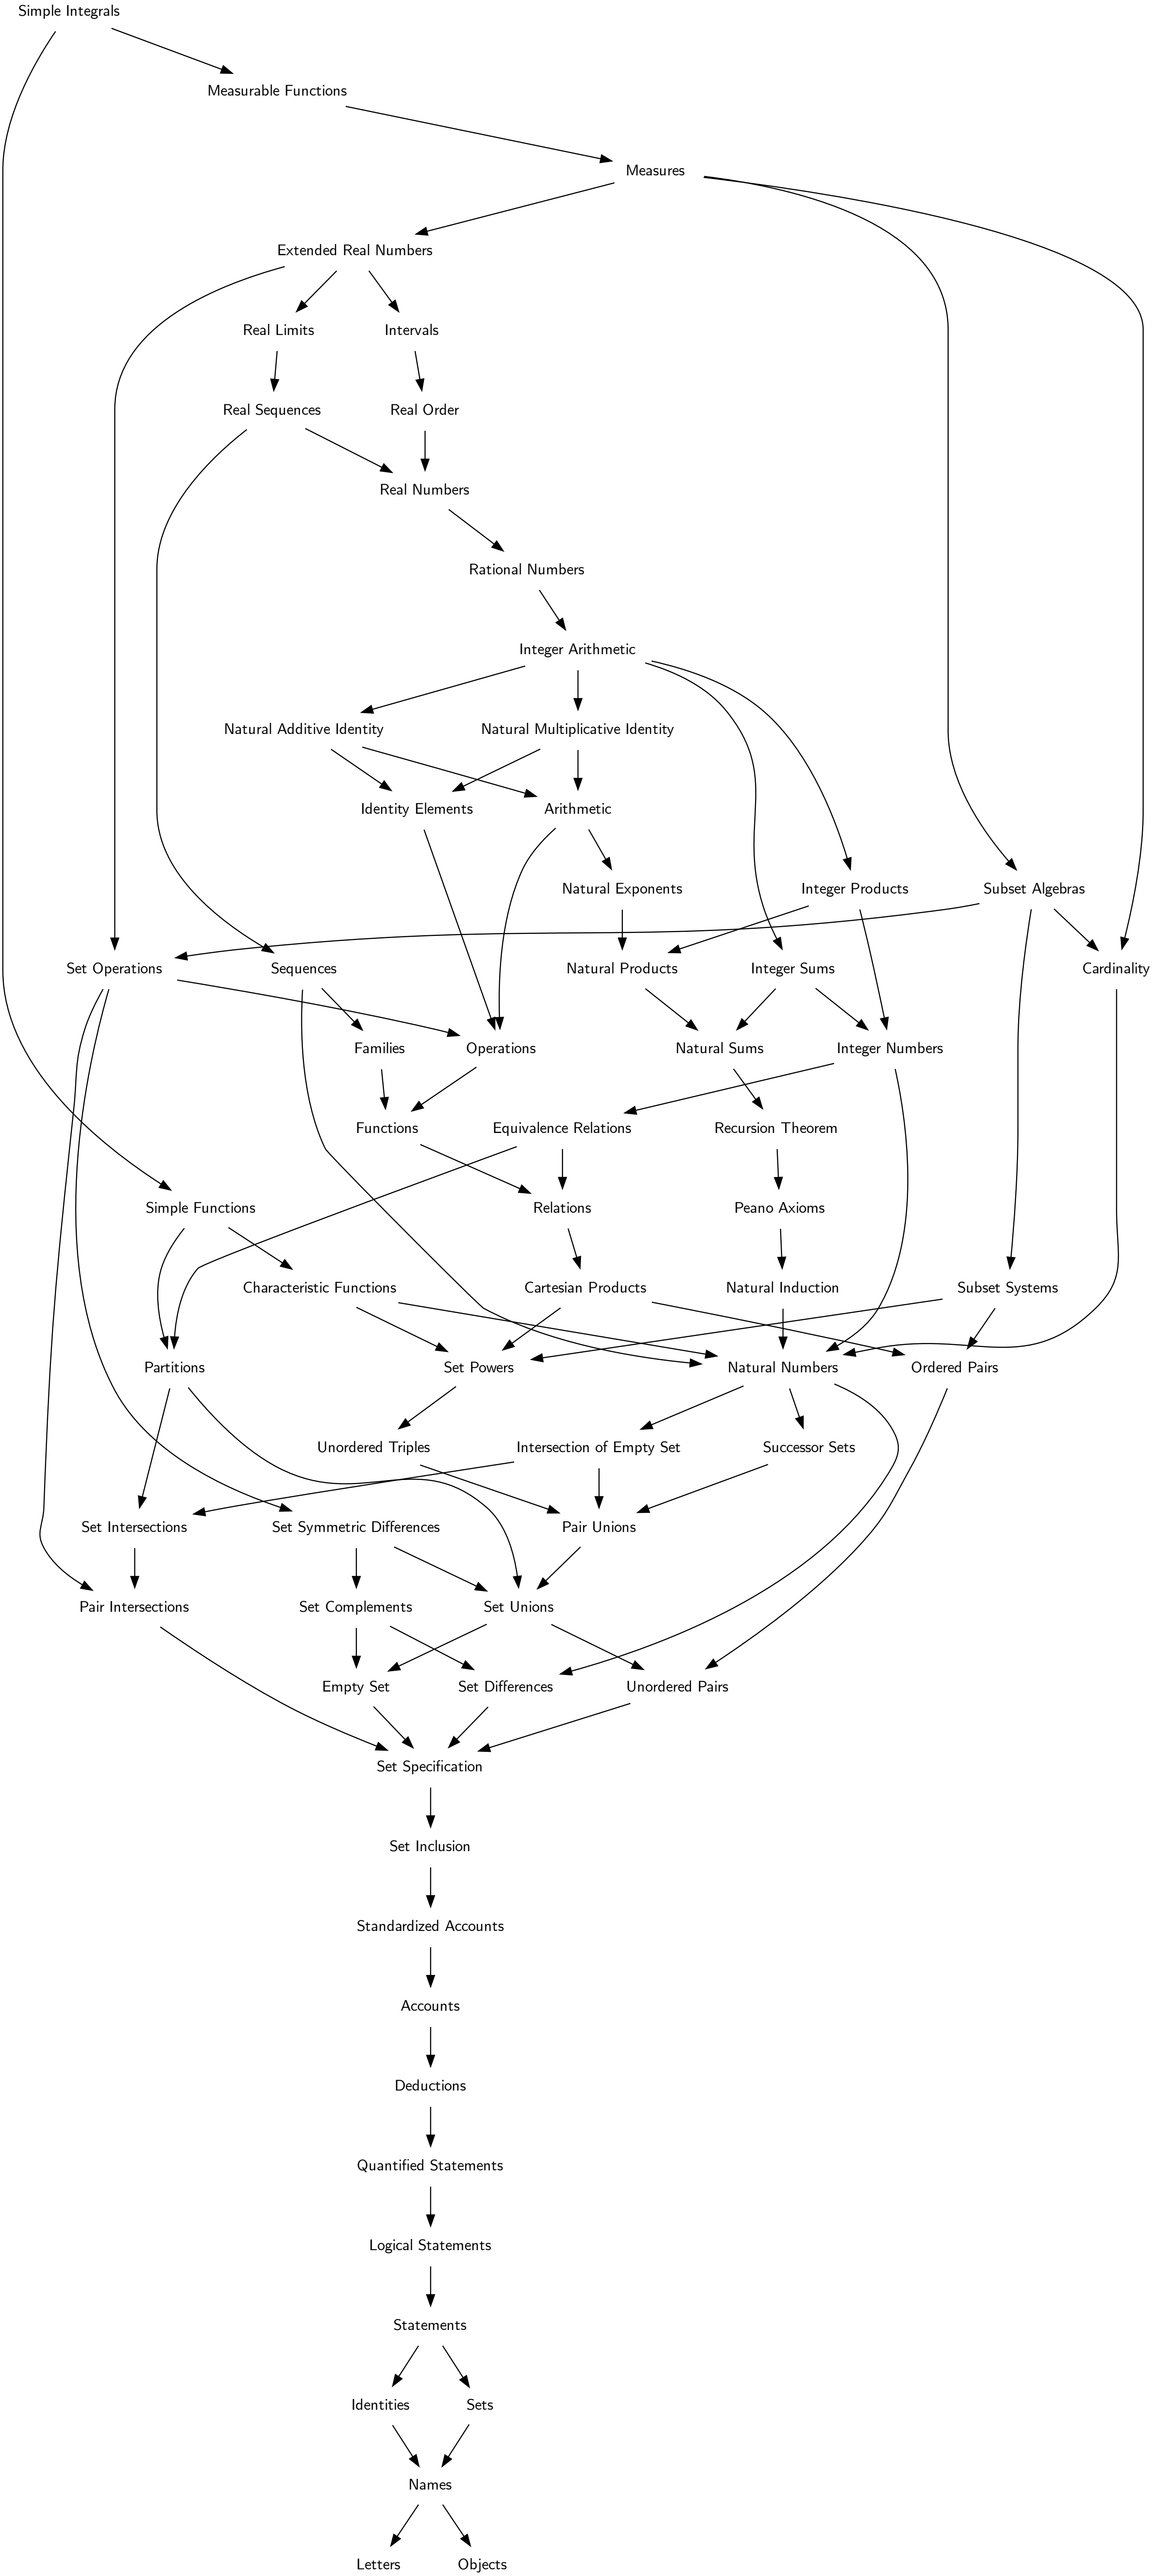 Simple Integrals
Measurable Functions
Measures
Extended Real Numbers
Real Limits
Intervals
Real Sequences
Real Order
Real Numbers
Rational Numbers
Integer Arithmetic
Natural Additive Identity
Natural Multiplicative Identity
Identity Elements
Arithmetic
Natural Exponents
Integer Products
Subset Algebras
Set Operations
Sequences
Natural Products
Integer Sums
Cardinality
Families
Operations
Natural Sums
Integer Numbers
Functions
Equivalence Relations
Recursion Theorem
Simple Functions
Relations
Peano Axioms
Characteristic Functions
Cartesian Products
Natural Induction
Subset Systems
Partitions
Set Powers
Natural Numbers
Ordered Pairs
Unordered Triples
Intersection of Empty Set
Successor Sets
Set Intersections
Set Symmetric Differences
Pair Unions
Pair Intersections
Set Complements
Set Unions
Empty Set
Set Differences
Unordered Pairs
Set Specification
Set Inclusion
Standardized Accounts
Accounts
Deductions
Quantified Statements
Logical Statements
Statements
Identities
Sets
Names
Letters
Objects